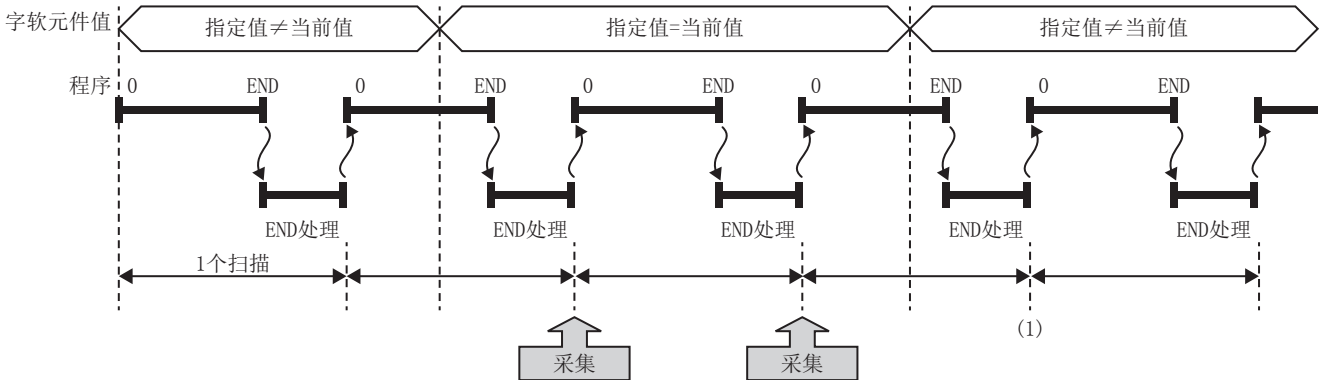 字软元件值 指定值≠当前值 指定值=当前值 指定值≠当前值
程序 0 END 0 END 0 END 0 END 0 END
END处理 END处理 END处理 END处理 END处理
1个扫描
(1)
采集 采集